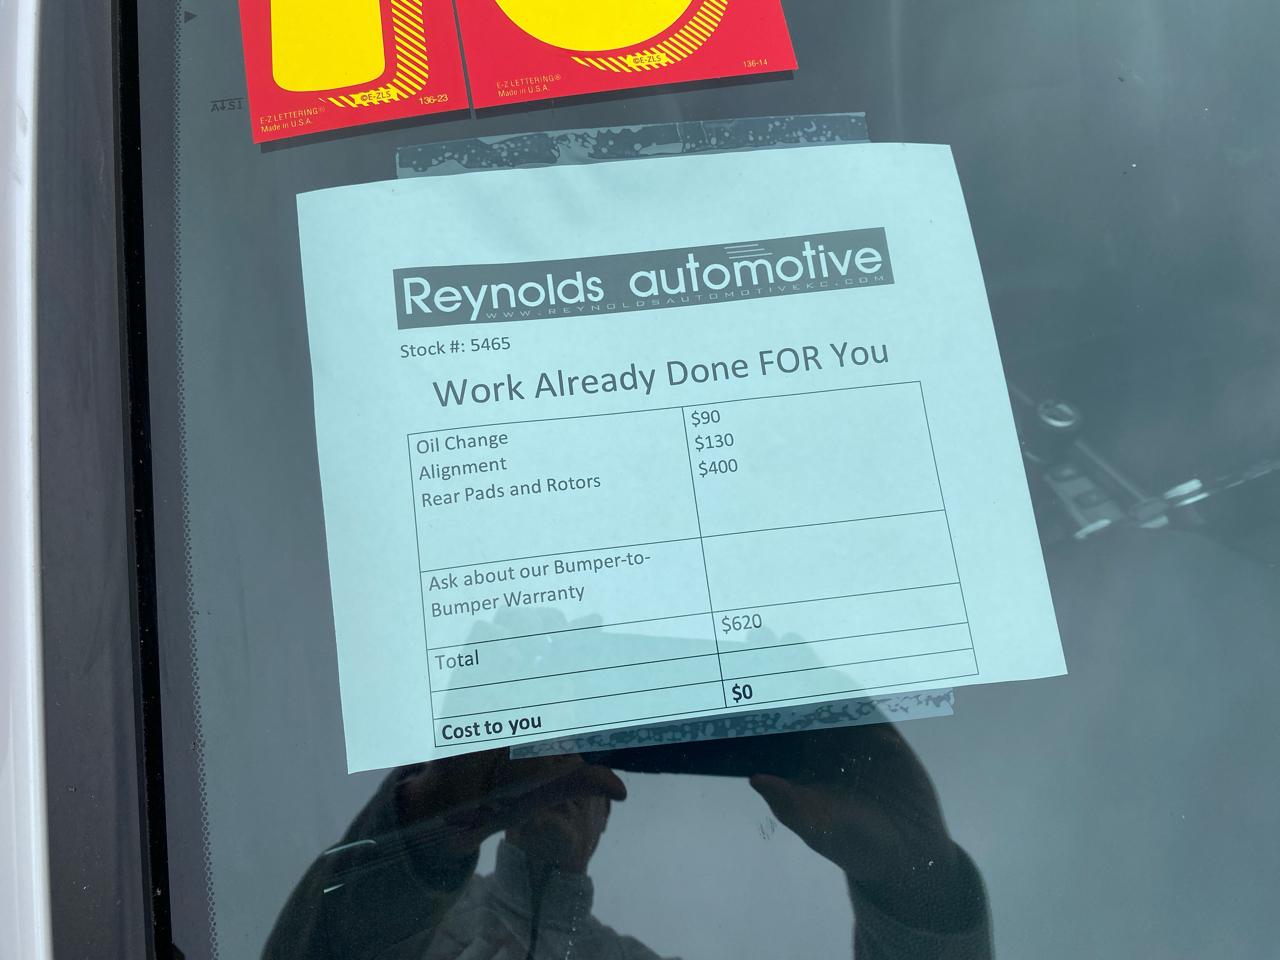 ©E-ZLS
E-Z LETTERING®
Made in U.S.A.
136-23
©E-ZLS
E-Z LETTERING®
Made in U.S.A.
136-14
Reynolds automotive
WWW.REYNOLDSAUTOMOTIVEKC.COM
Stock #: 5465
Work Already Done FOR You
Oil Change $90
Alignment $130
Rear Pads and Rotors $400
Ask about our Bumper-to-
Bumper Warranty
Total $620
Cost to you $0